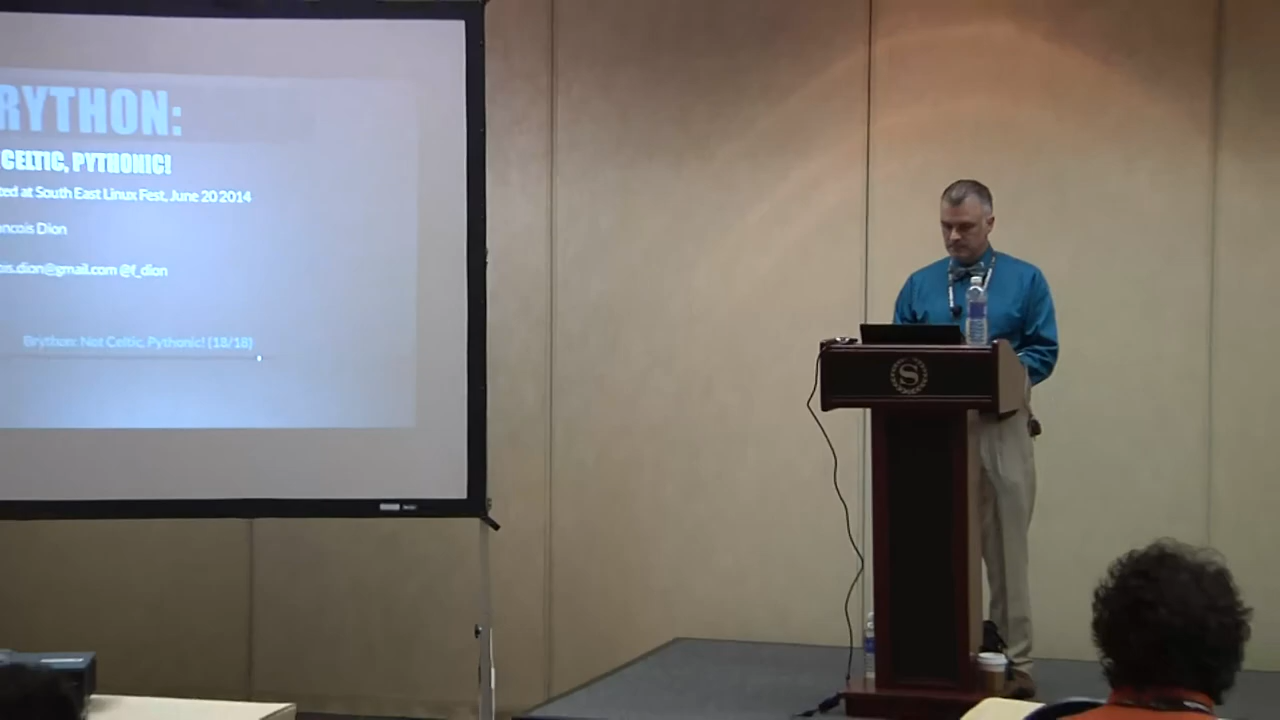 RYTHON:
CELTIC, PYTHONIC!
ted at South East Linux Fest, June 20 2014
ncois Dion
ois.dion@gmail.com @f_dion
Brython: Not Celtic, Pythonic! (18/18)
S